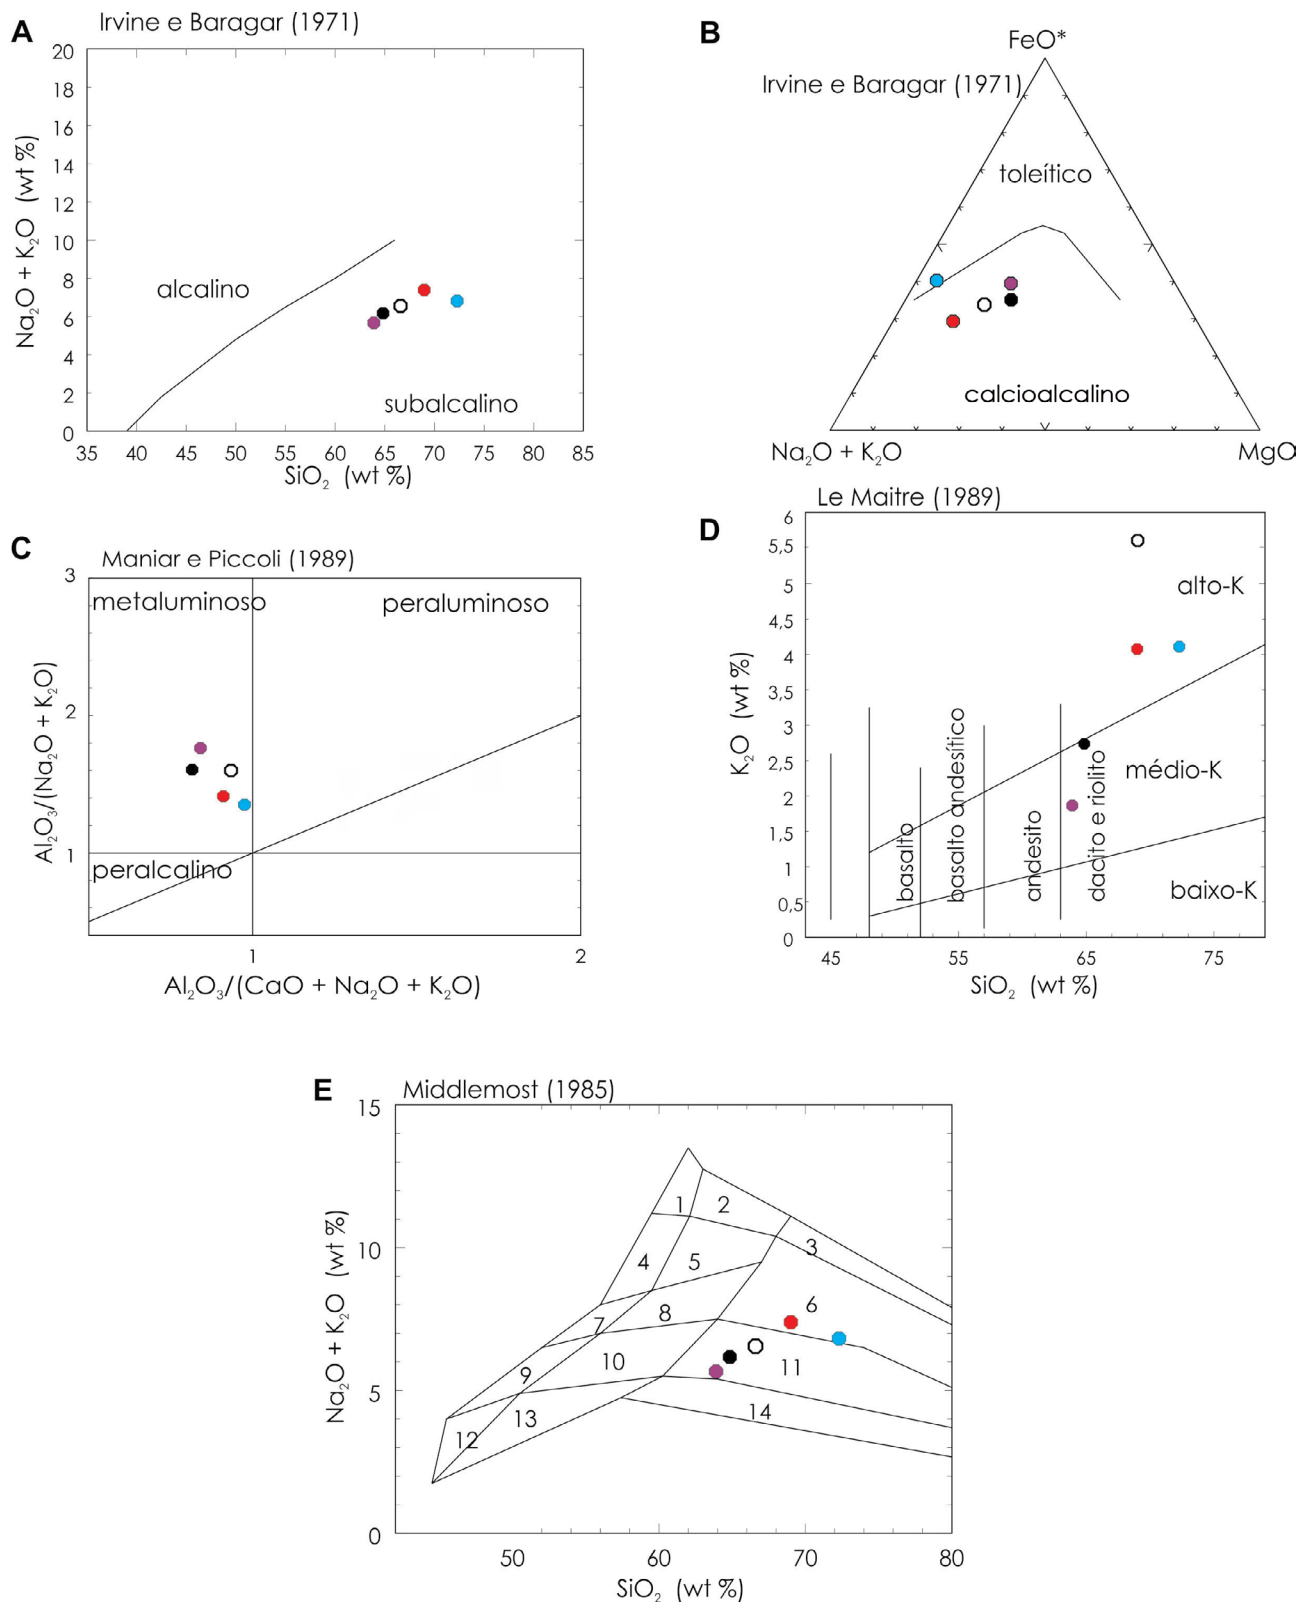 A
Irvine e Baragar (1971)
Na₂O + K₂O (wt %)
20
18
16
14
12
10
8
6
4
2
0
alcalino
subalcalino
35 40 45 50 55 60 65 70 75 80 85
SiO₂ (wt %)
B
FeO*
Irvine e Baragar (1971)
toleítico
calcioalcalino
Na₂O + K₂O
MgO
C
Maniar e Piccoli (1989)
Al₂O₃/(Na₂O + K₂O)
3
2
1
metaluminoso
peraluminoso
peralcalino
1 2
Al₂O₃/(CaO + Na₂O + K₂O)
D
Le Maitre (1989)
K₂O (wt %)
6
5,5
5
4,5
4
3,5
3
2,5
2
1,5
1
0,5
0
alto-K
médio-K
baixo-K
basalto
basalto andesítico
andesito
dacito e riolito
45 55 65 75
SiO₂ (wt %)
E
Middlemost (1985)
Na₂O + K₂O (wt %)
15
10
5
0
1
2
3
4
5
6
7
8
9
10
11
12
13
14
50 60 70 80
SiO₂ (wt %)